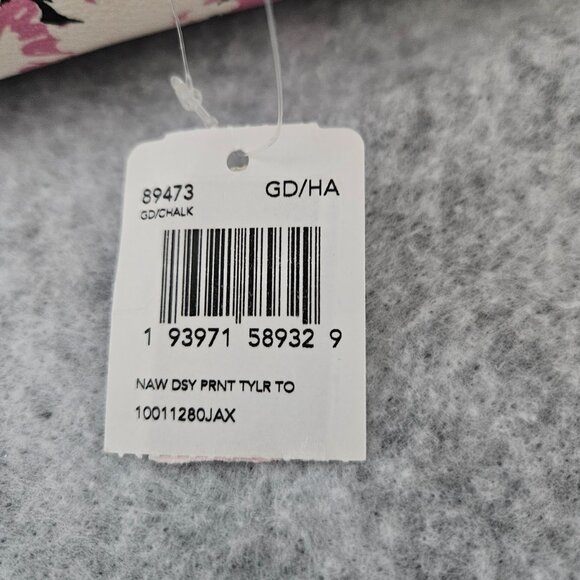 89473 GD/HA
GD/CHALK
1 93971 58932 9
NAW DSY PRNT TYLR TO
10011280JAX